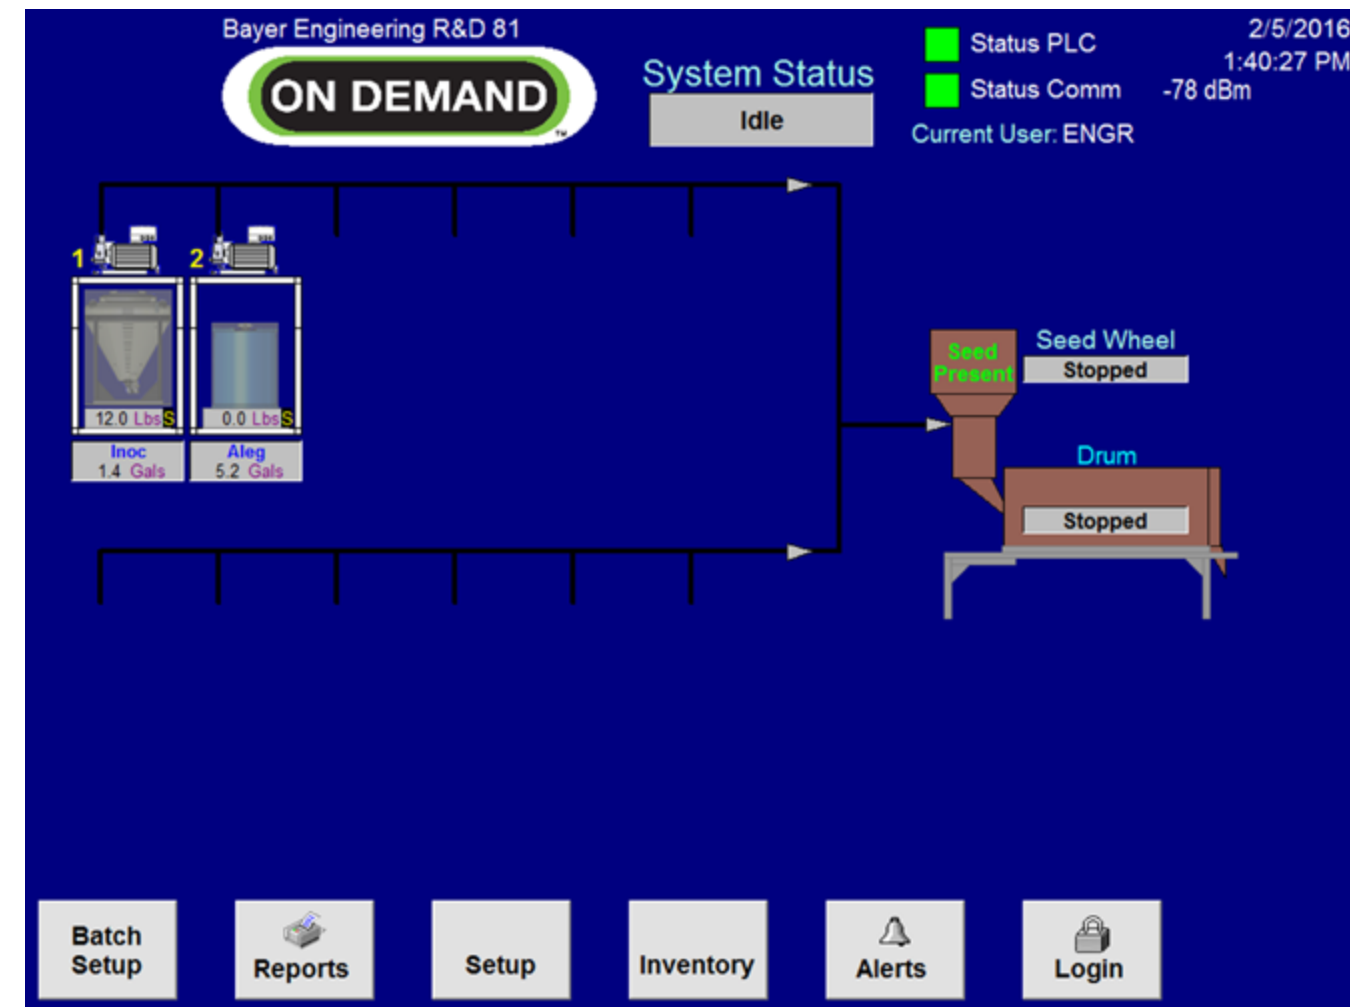 Bayer Engineering R&D 81
ON DEMAND
TM
System Status
Idle
Status PLC
Status Comm
-78 dBm
Current User: ENGR
2/5/2016
1:40:27 PM
1
2
12.0 Lbs S
0.0 Lbs S
Inoc
1.4 Gals
Aleg
5.2 Gals
Seed
Present
Seed Wheel
Stopped
Drum
Stopped
Batch
Setup
Reports
Setup
Inventory
Alerts
Login